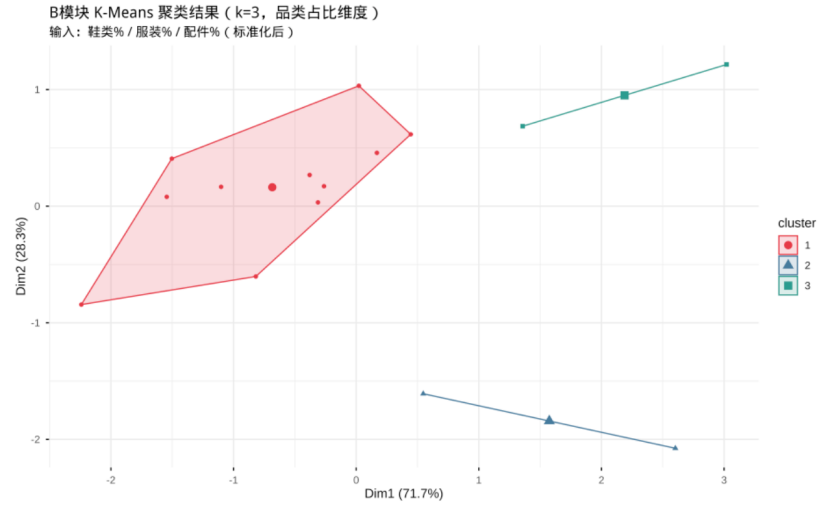 B模块 K-Means 聚类结果（k=3，品类占比维度）
输入：鞋类% / 服装% / 配件%（标准化后）
1
0
-1
-2
Dim2 (28.3%)
-2
-1
0
1
2
3
Dim1 (71.7%)
cluster
1
2
3